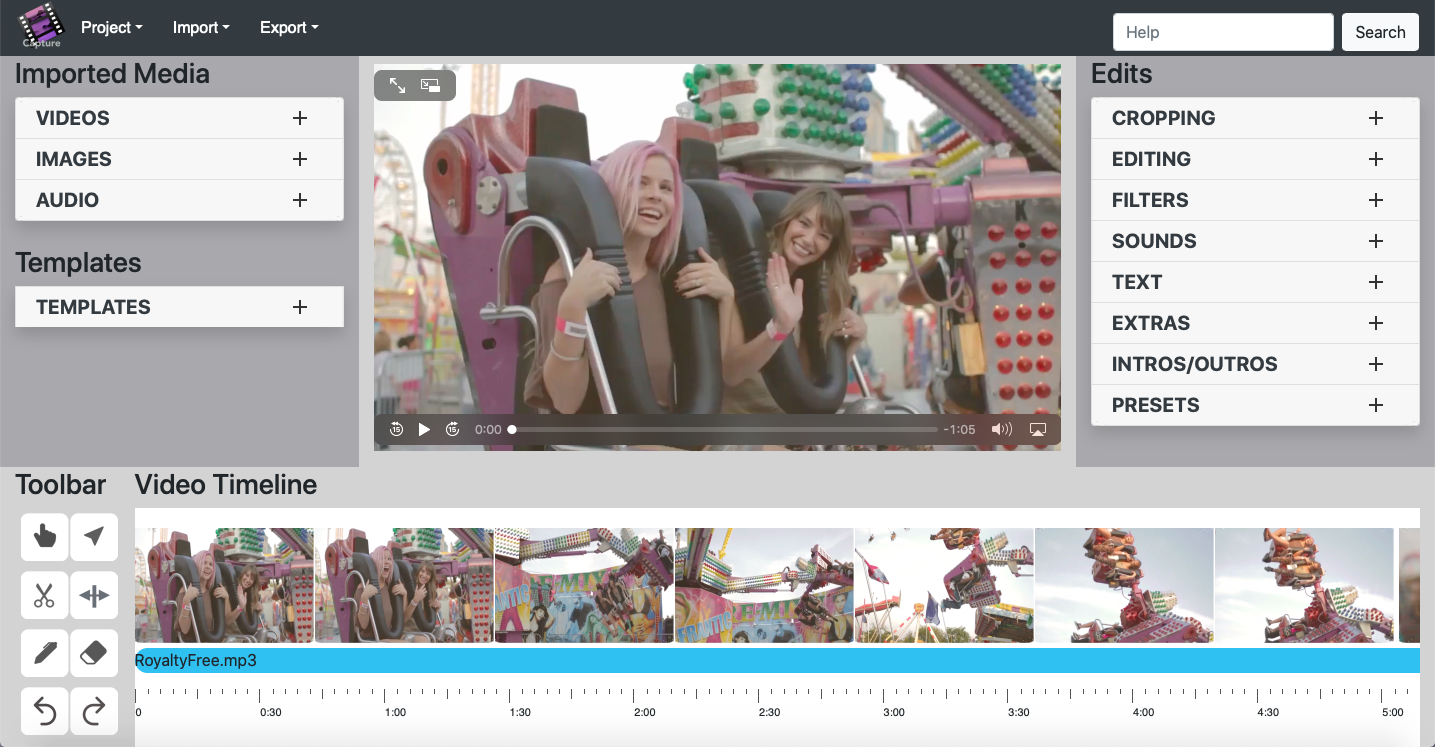 Capture
Project
Import
Export
Help
Search
Imported Media
VIDEOS
IMAGES
AUDIO
Templates
TEMPLATES
15
15
0:00
-1:05
Edits
CROPPING
EDITING
FILTERS
SOUNDS
TEXT
EXTRAS
INTROS/OUTROS
PRESETS
Toolbar
Video Timeline
RoyaltyFree.mp3
0
0:30
1:00
1:30
2:00
2:30
3:00
3:30
4:00
4:30
5:00